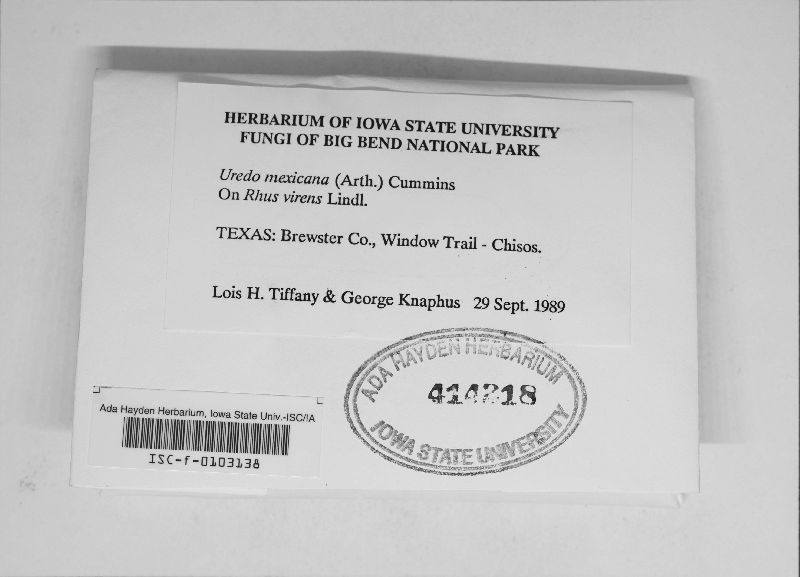 HERBARIUM OF IOWA STATE UNIVERSITY
FUNGI OF BIG BEND NATIONAL PARK
Uredo mexicana (Arth.) Cummins
On Rhus virens Lindl.
TEXAS: Brewster Co., Window Trail - Chisos.
Lois H. Tiffany & George Knaphus 29 Sept. 1989
ADA HAYDEN HERBARIUM
414218
IOWA STATE UNIVERSITY
Ada Hayden Herbarium, Iowa State Univ.-ISC/IA
ISC-f-0103138